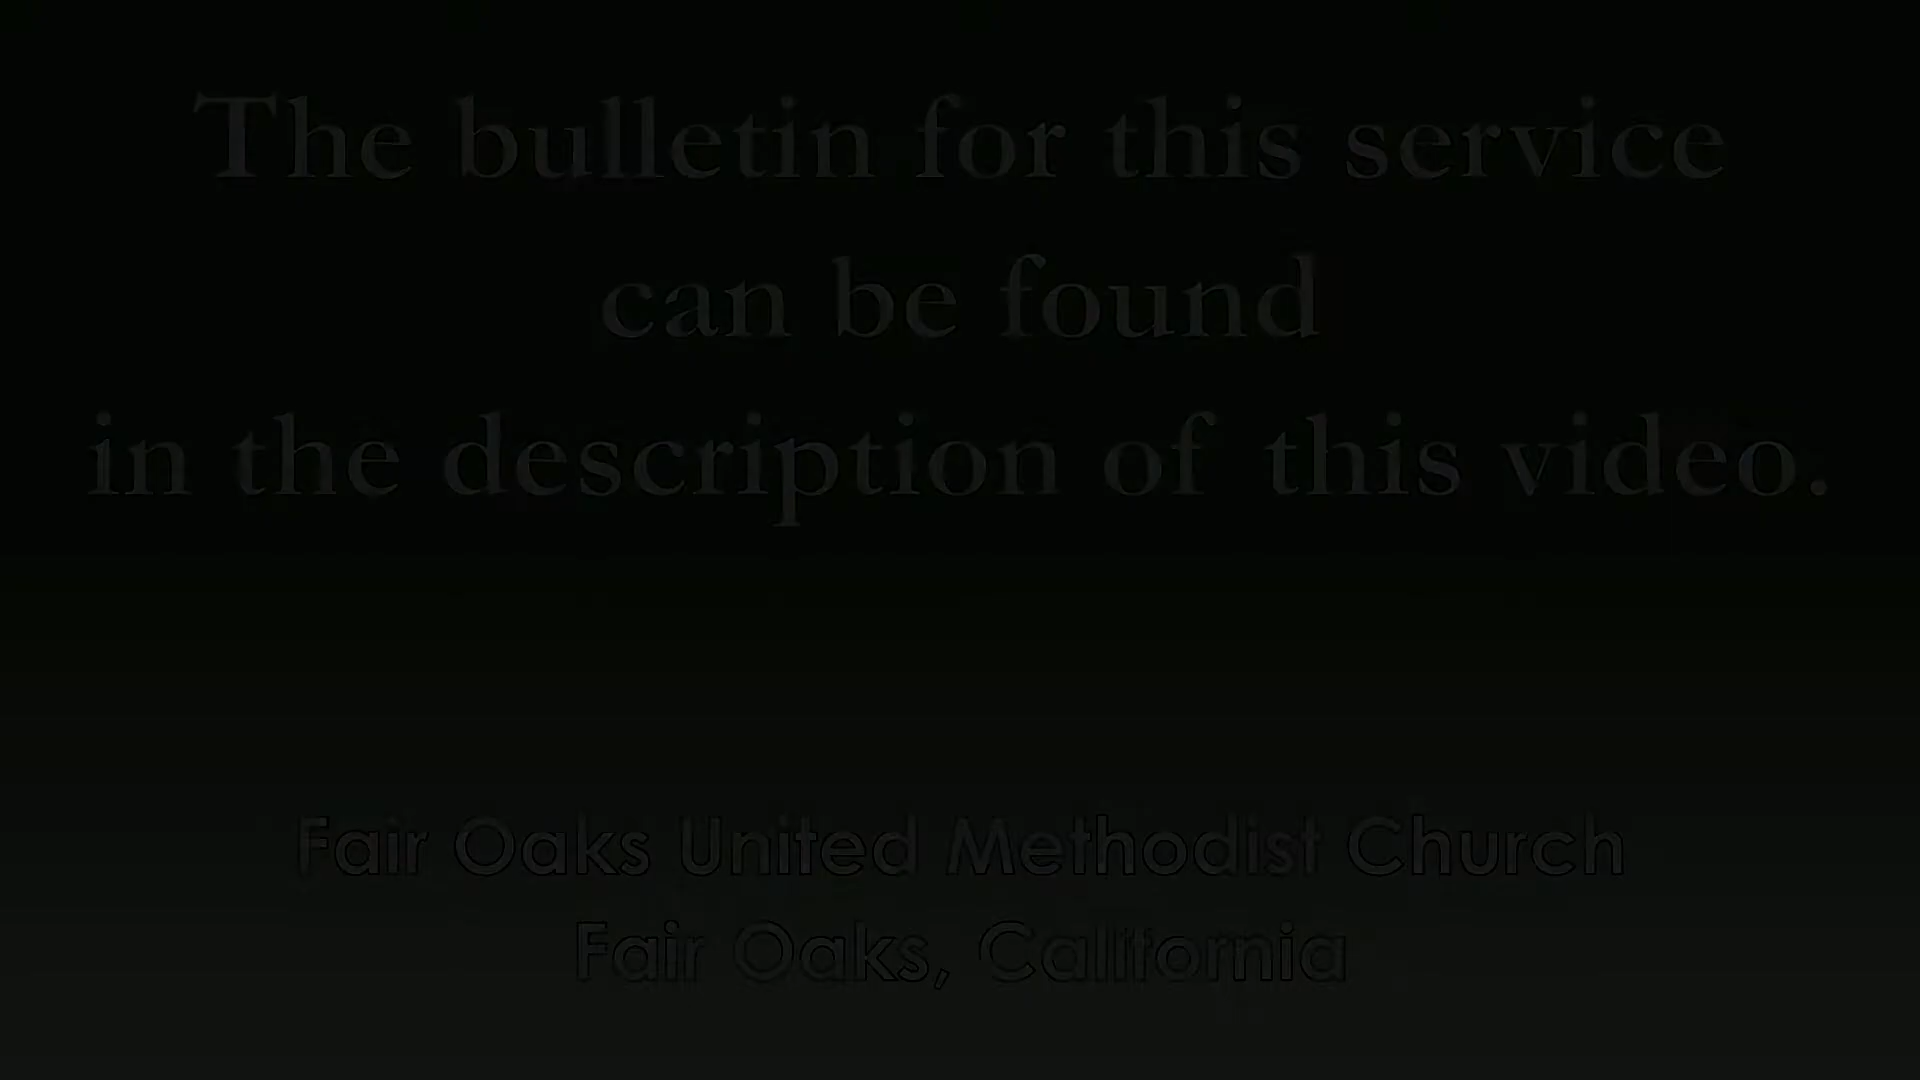 The bulletin for this service
can be found
in the description of this video.
Fair Oaks United Methodist Church
Fair Oaks, California